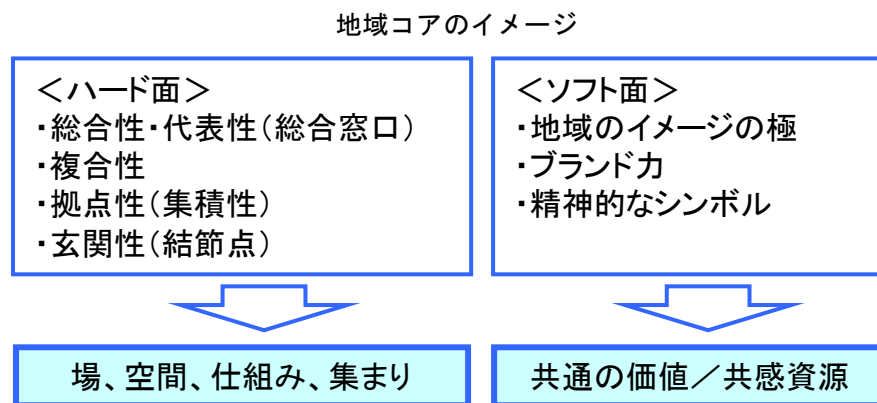 地域コアのイメージ
＜ハード面＞
・総合性・代表性（総合窓口）
・複合性
・拠点性（集積性）
・玄関性（結節点）
＜ソフト面＞
・地域のイメージの極
・ブランド力
・精神的なシンボル
場、空間、仕組み、集まり
共通の価値／共感資源